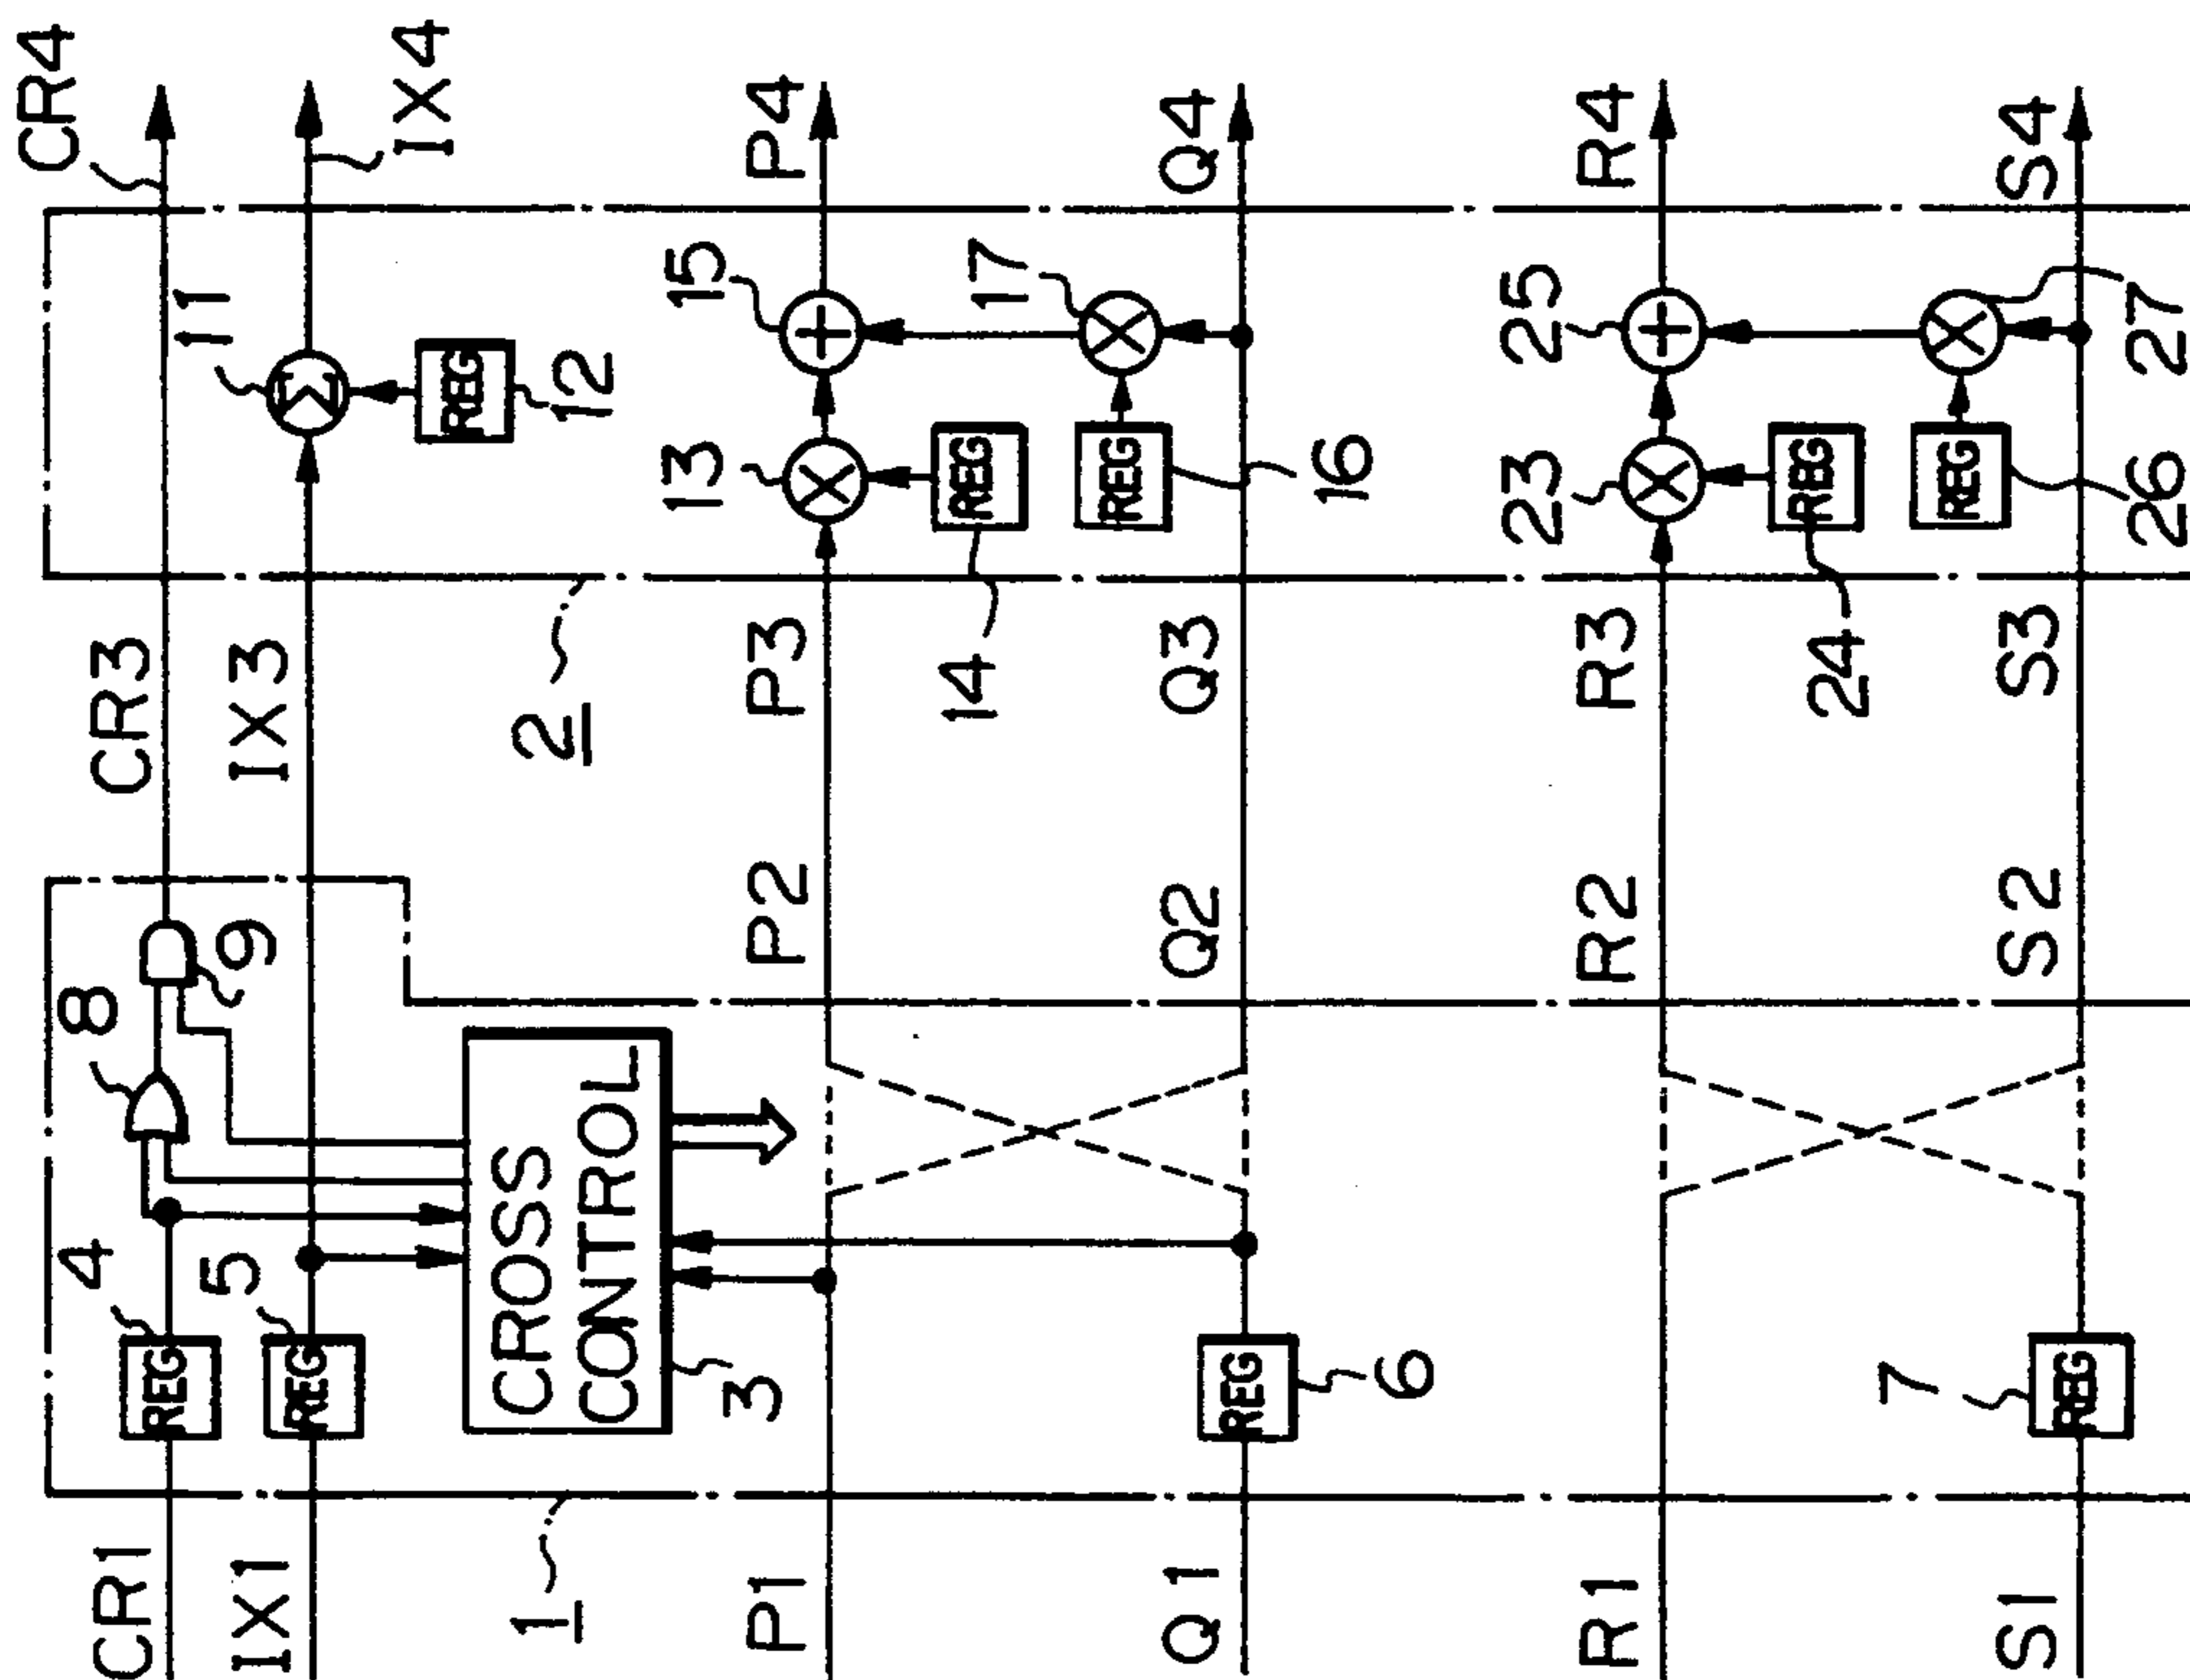 CR4
IX4
P4
Q4
R4
S4
11
REG
12
15
13
REG
14
17
REG
16
25
23
REG
24
27
REG
26
CR3
IX3
2
P3
Q3
R3
S3
P2
Q2
R2
S2
8
9
4
5
REG
REG
CROSS
CONTROL
3
REG
6
7
REG
CR1
IX1
1
P1
Q1
R1
S1